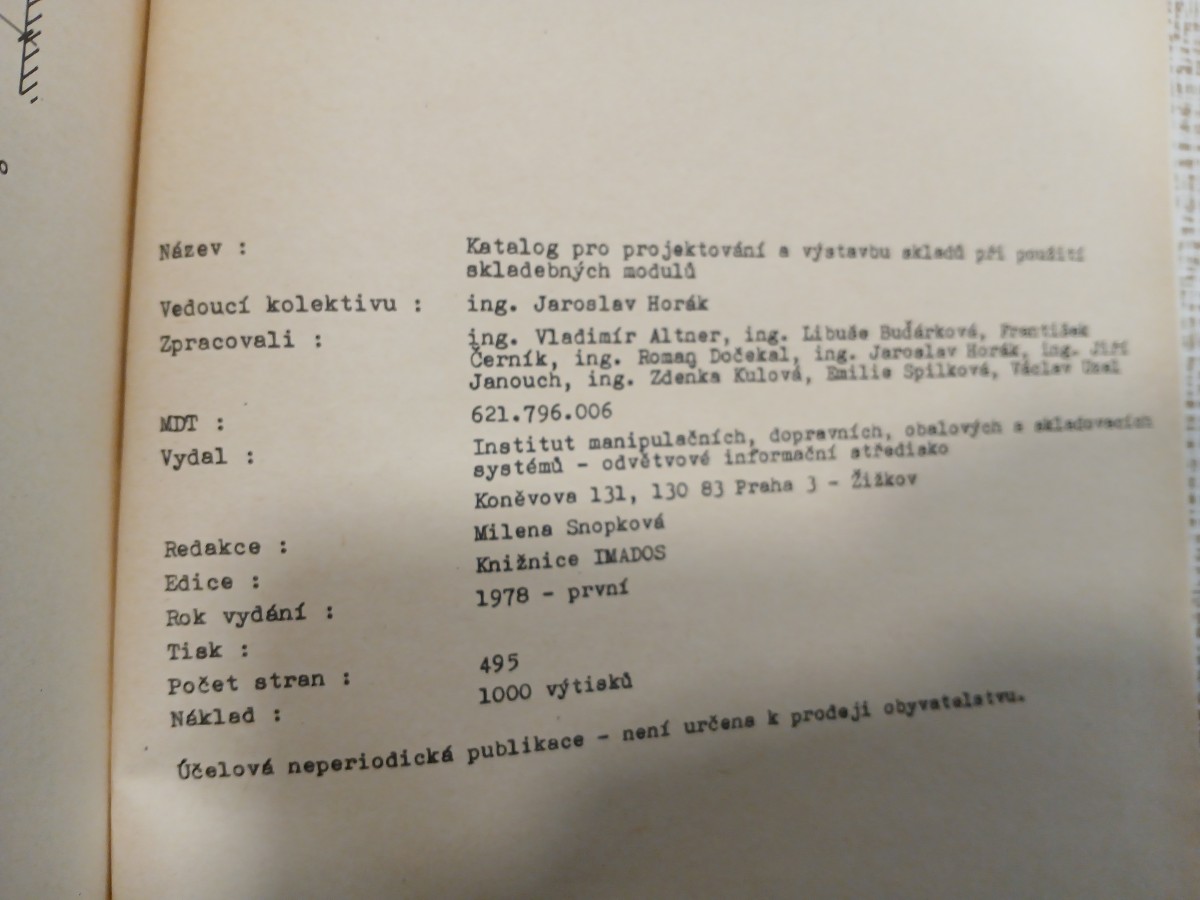 Název : Katalog pro projektování a výstavbu skladů při použití
skladebných modulů
Vedoucí kolektivu : ing. Jaroslav Horák
Zpracovali : ing. Vladimír Altner, ing. Libuše Buďárková, František
Černík, ing. Roman Dočekal, ing. Jaroslav Horák, ing. Jiří
Janouch, ing. Zdenka Kulová, Emilie Spilková, Václav Uzel
MDT : 621.796.006
Vydal : Institut manipulačních, dopravních, obalových a skladovacích
systémů - odvětvové informační středisko
Koněvova 131, 130 83 Praha 3 - Žižkov
Redakce : Milena Snopková
Edice : Knižnice IMADOS
Rok vydání : 1978 - první
Tisk :
Počet stran : 495
Náklad : 1000 výtisků
Účelová neperiodická publikace - není určena k prodeji obyvatelstvu.